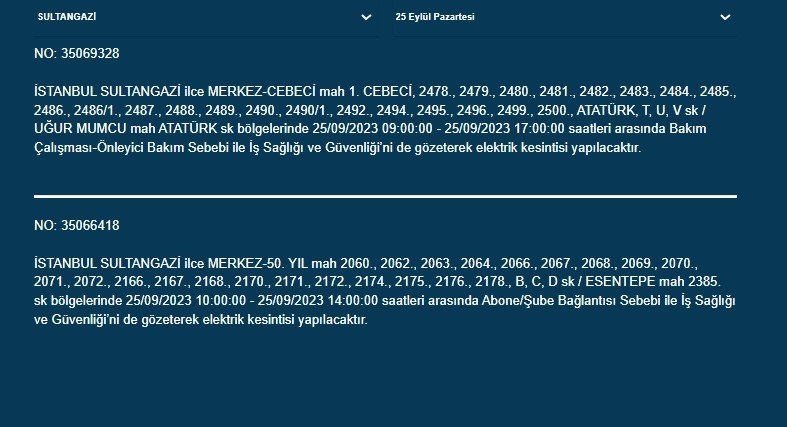 SULTANGAZİ
25 Eylül Pazartesi
NO: 35069328
İSTANBUL SULTANGAZİ ilce MERKEZ-CEBECİ mah 1. CEBECİ, 2478., 2479., 2480., 2481., 2482., 2483., 2484., 2485.,
2486., 2486/1., 2487., 2488., 2489., 2490., 2490/1., 2492., 2494., 2495., 2496., 2499., 2500., ATATÜRK, T, U, V sk /
UĞUR MUMCU mah ATATÜRK sk bölgelerinde 25/09/2023 09:00:00 - 25/09/2023 17:00:00 saatleri arasında Bakım
Çalışması-Önleyici Bakım Sebebi ile İş Sağlığı ve Güvenliği'ni de gözeterek elektrik kesintisi yapılacaktır.
NO: 35066418
İSTANBUL SULTANGAZİ ilce MERKEZ-50. YIL mah 2060., 2062., 2063., 2064., 2066., 2067., 2068., 2069., 2070.,
2071., 2072., 2166., 2167., 2168., 2170., 2171., 2172., 2174., 2175., 2176., 2178., B, C, D sk / ESENTEPE mah 2385.
sk bölgelerinde 25/09/2023 10:00:00 - 25/09/2023 14:00:00 saatleri arasında Abone/Şube Bağlantısı Sebebi ile İş Sağlığı
ve Güvenliği'ni de gözeterek elektrik kesintisi yapılacaktır.